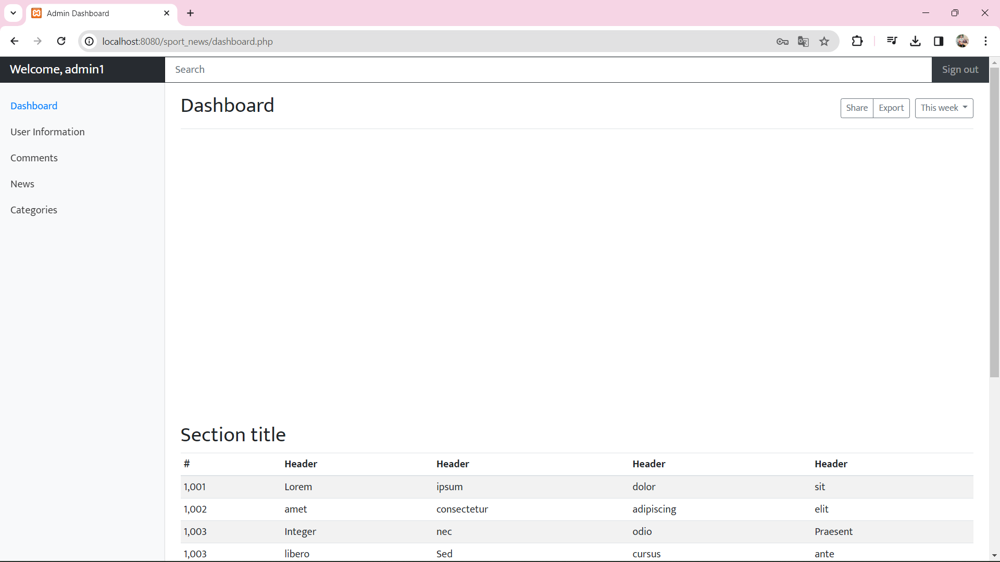 Admin Dashboard
localhost:8080/sport_news/dashboard.php
Welcome, admin1
Search
Sign out
Dashboard
User Information
Comments
News
Categories
Dashboard
Share Export This week
Section title
# Header Header Header Header
1,001 Lorem ipsum dolor sit
1,002 amet consectetur adipiscing elit
1,003 Integer nec odio Praesent
1,003 libero Sed cursus ante